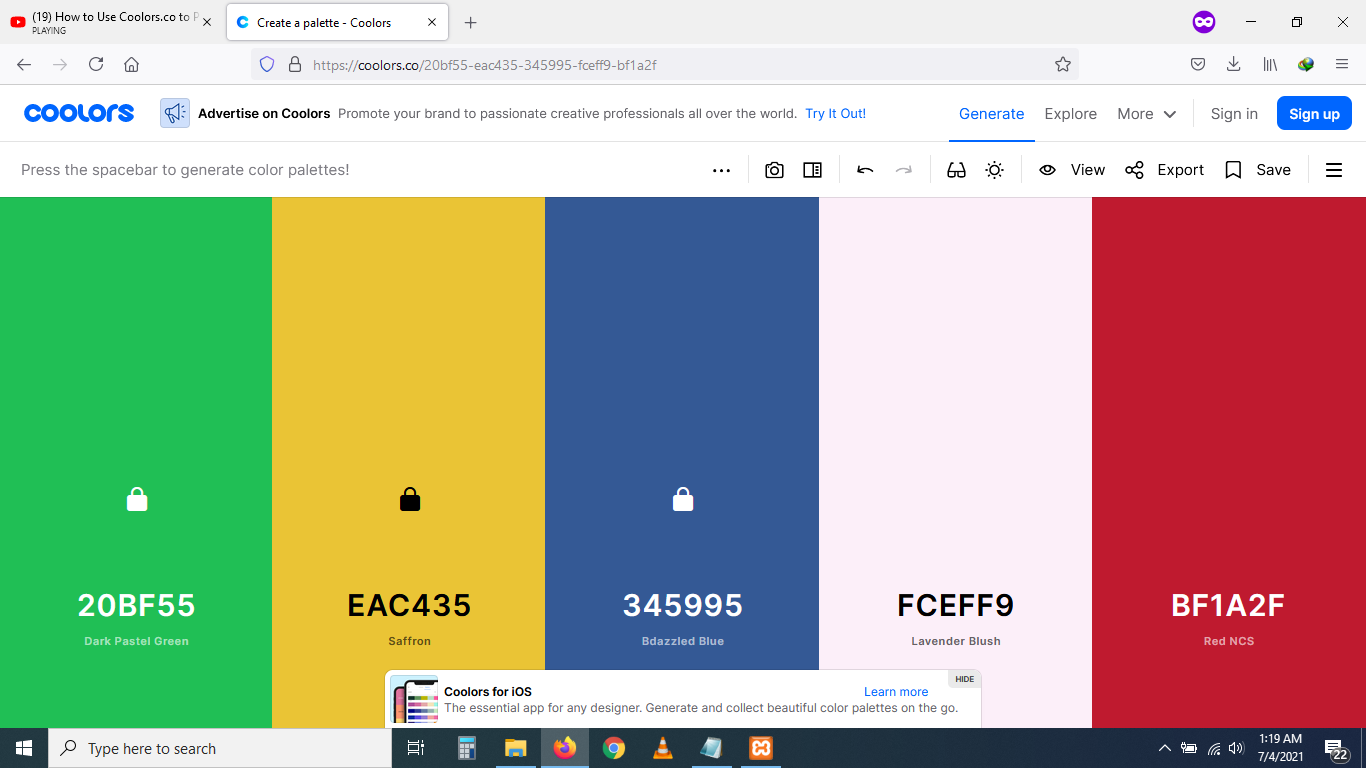 (19) How to Use Coolors.co to P
PLAYING
Create a palette - Coolors
https://coolors.co/20bf55-eac435-345995-fceff9-bf1a2f
coolors
Advertise on Coolors Promote your brand to passionate creative professionals all over the world. Try It Out!
Generate Explore More Sign in Sign up
Press the spacebar to generate color palettes!
View Export Save
20BF55 EAC435 345995 FCEFF9 BF1A2F
Dark Pastel Green Saffron Bdazzled Blue Lavender Blush Red NCS
HIDE
Coolors for iOS Learn more
The essential app for any designer. Generate and collect beautiful color palettes on the go.
Type here to search
1:19 AM
7/4/2021
22